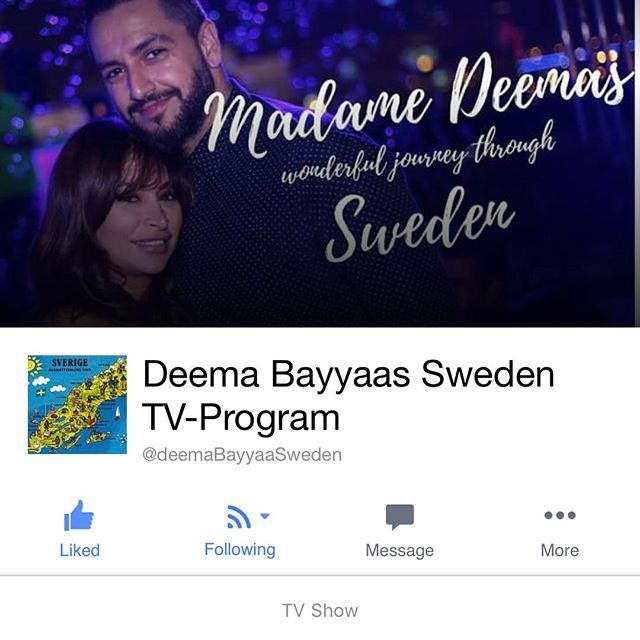 Madame Deemas
wonderful journey through
Sweden
SVERIGE
Deema Bayyaas Sweden
TV-Program
@deemaBayyaaSweden
Liked
Following
Message
More
TV Show